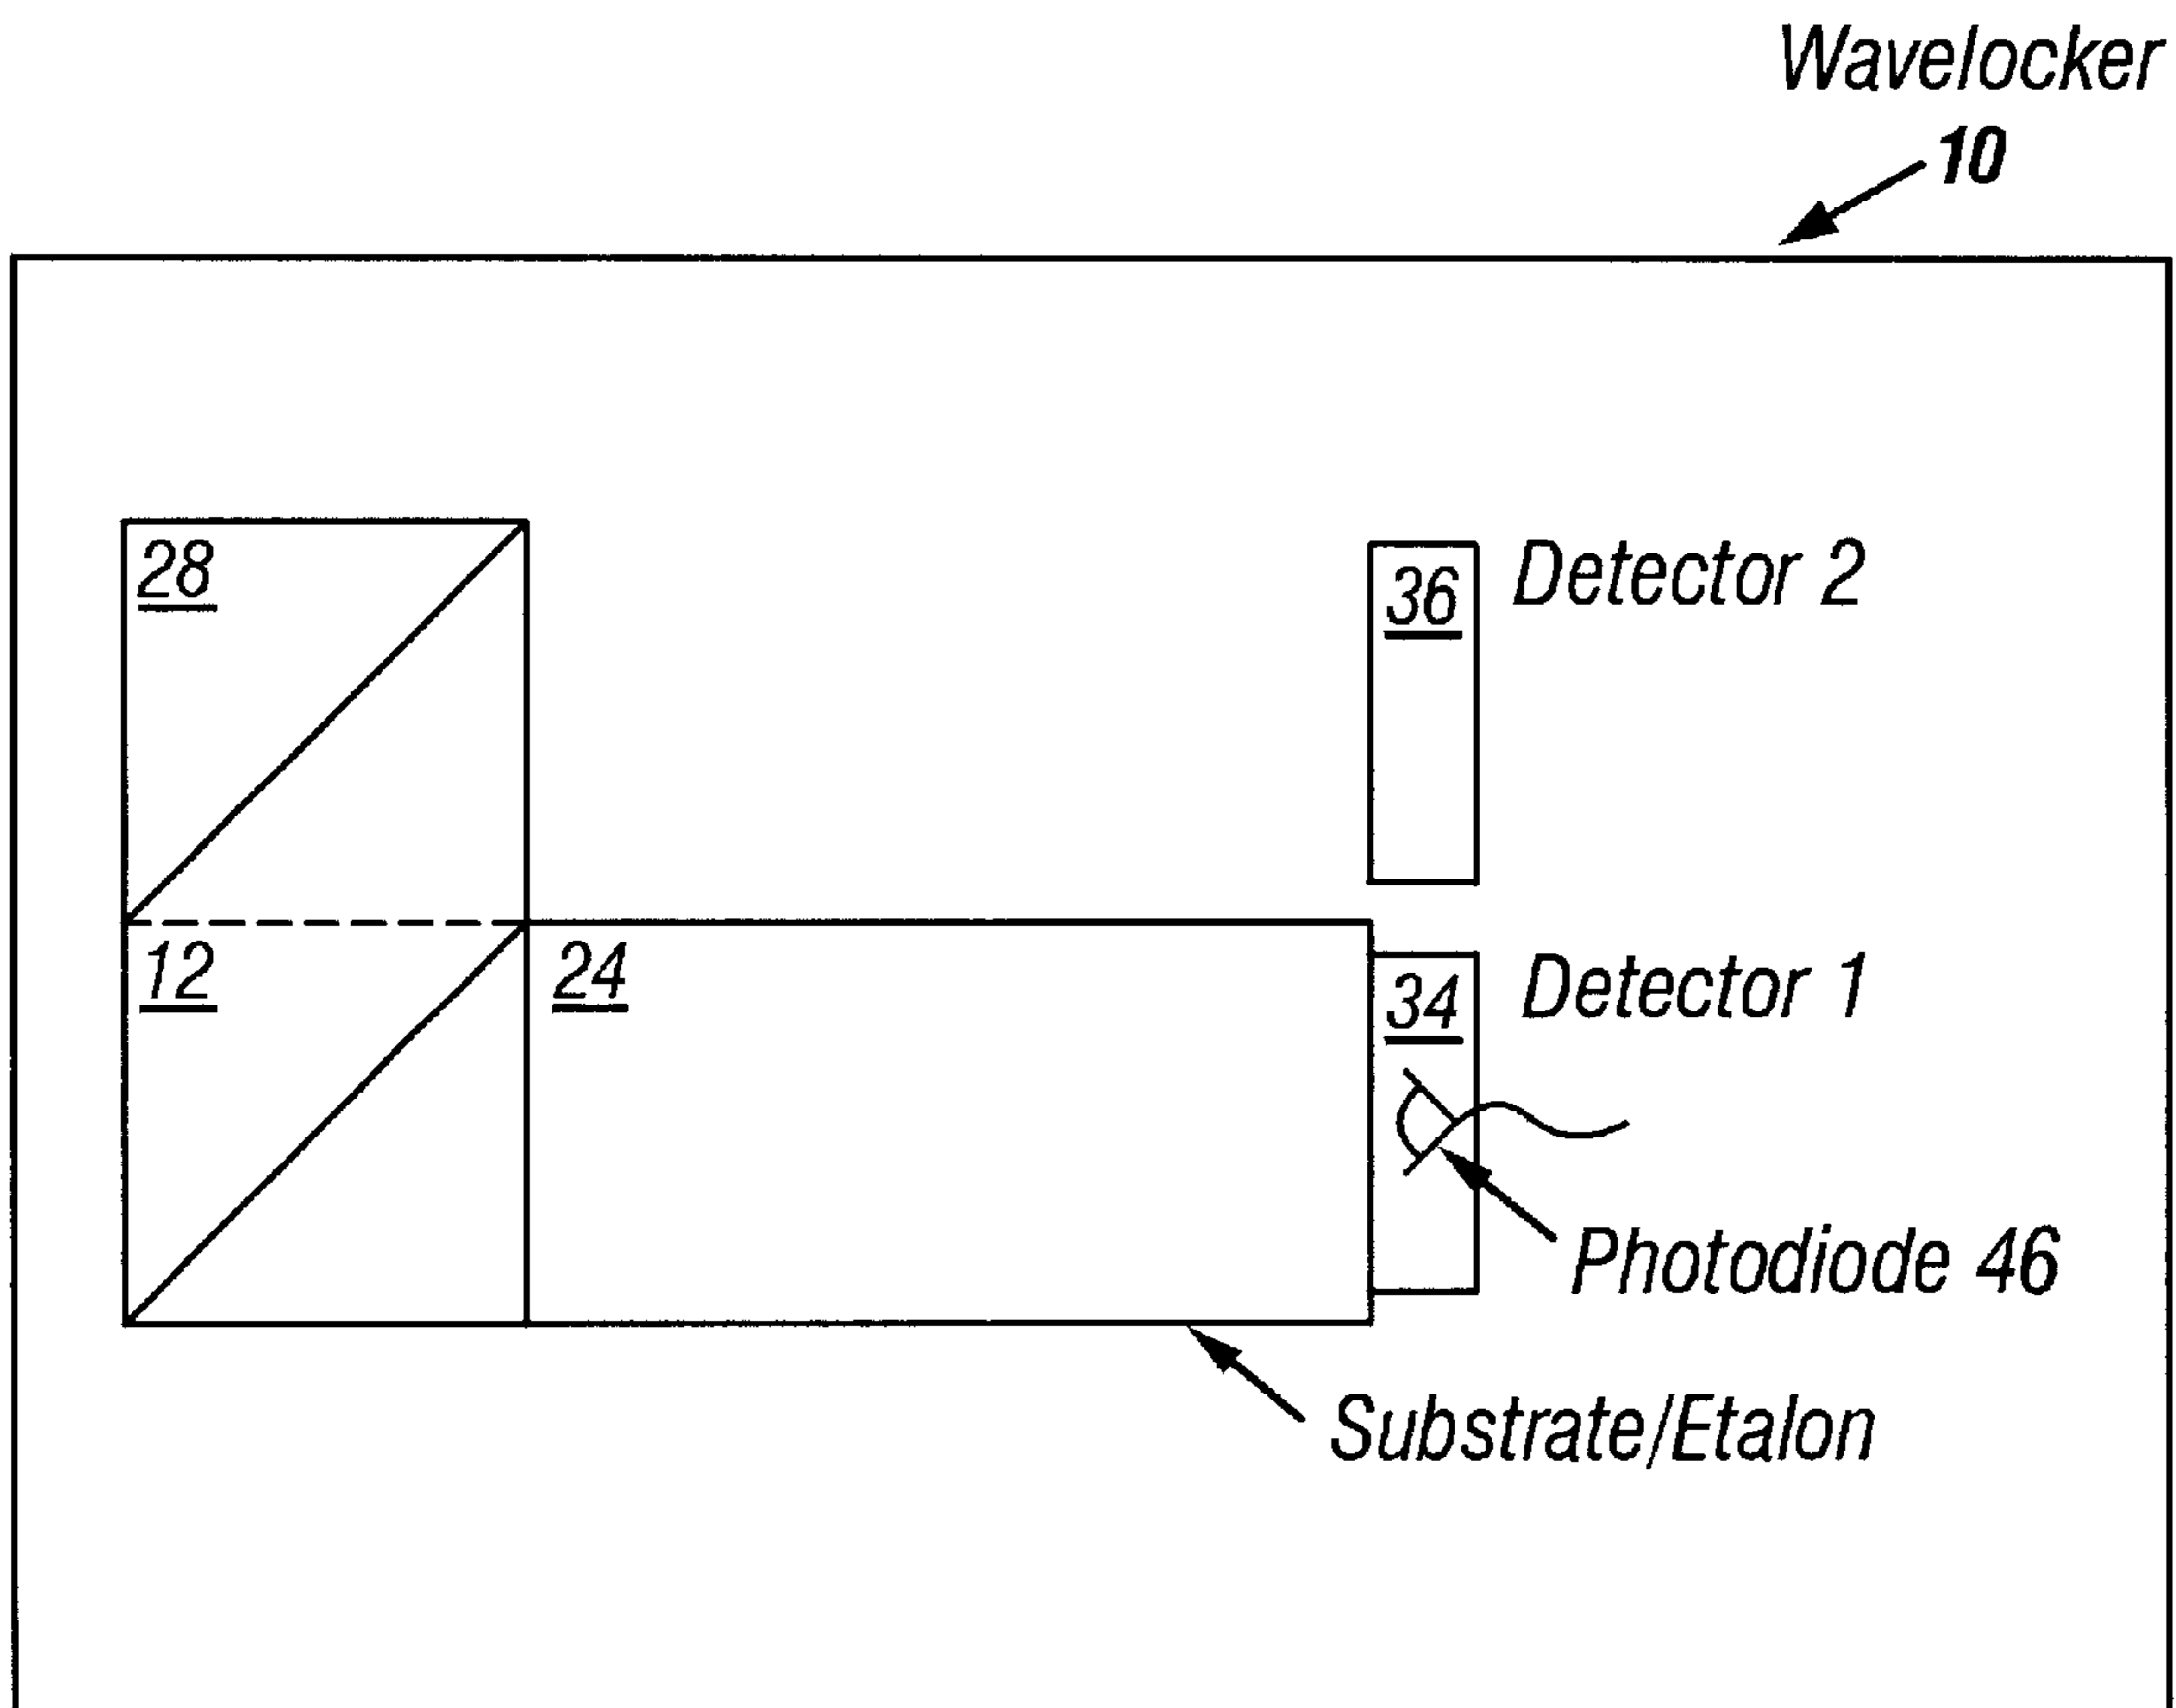 Wavelocker
10
28
36
Detector 2
12
24
34
Detector 1
Photodiode 46
Substrate/Etalon